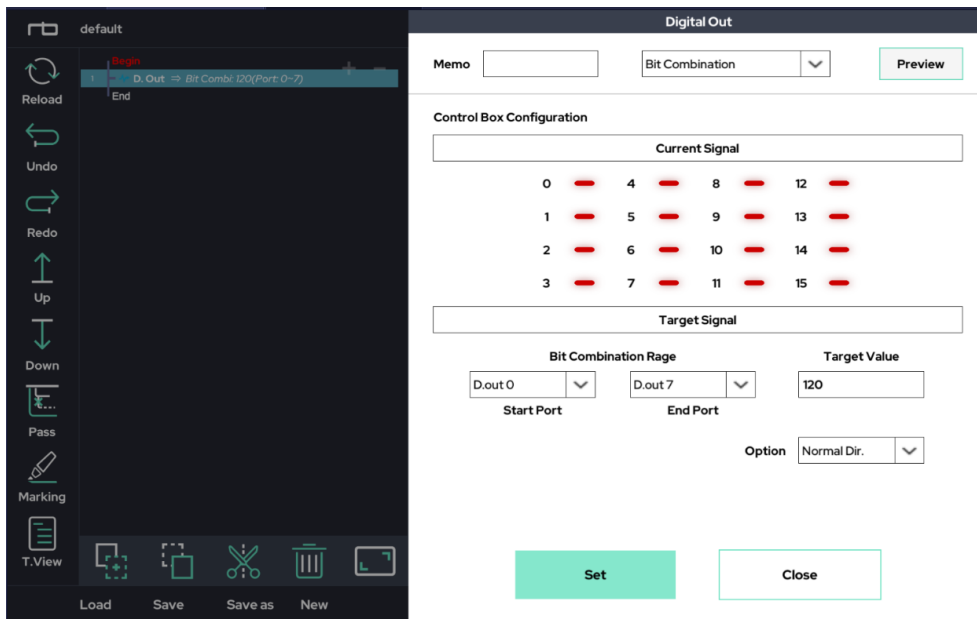 default
Reload
Undo
Redo
Up
Down
Pass
Marking
T.View
Begin
1 D.Out ⇒ Bit Combi: 120(Port: 0~7)
End
Load Save Save as New
Digital Out
Memo Bit Combination Preview
Control Box Configuration
Current Signal
0 4 8 12
1 5 9 13
2 6 10 14
3 7 11 15
Target Signal
Bit Combination Rage Target Value
D.out 0 D.out 7 120
Start Port End Port
Option Normal Dir.
Set Close